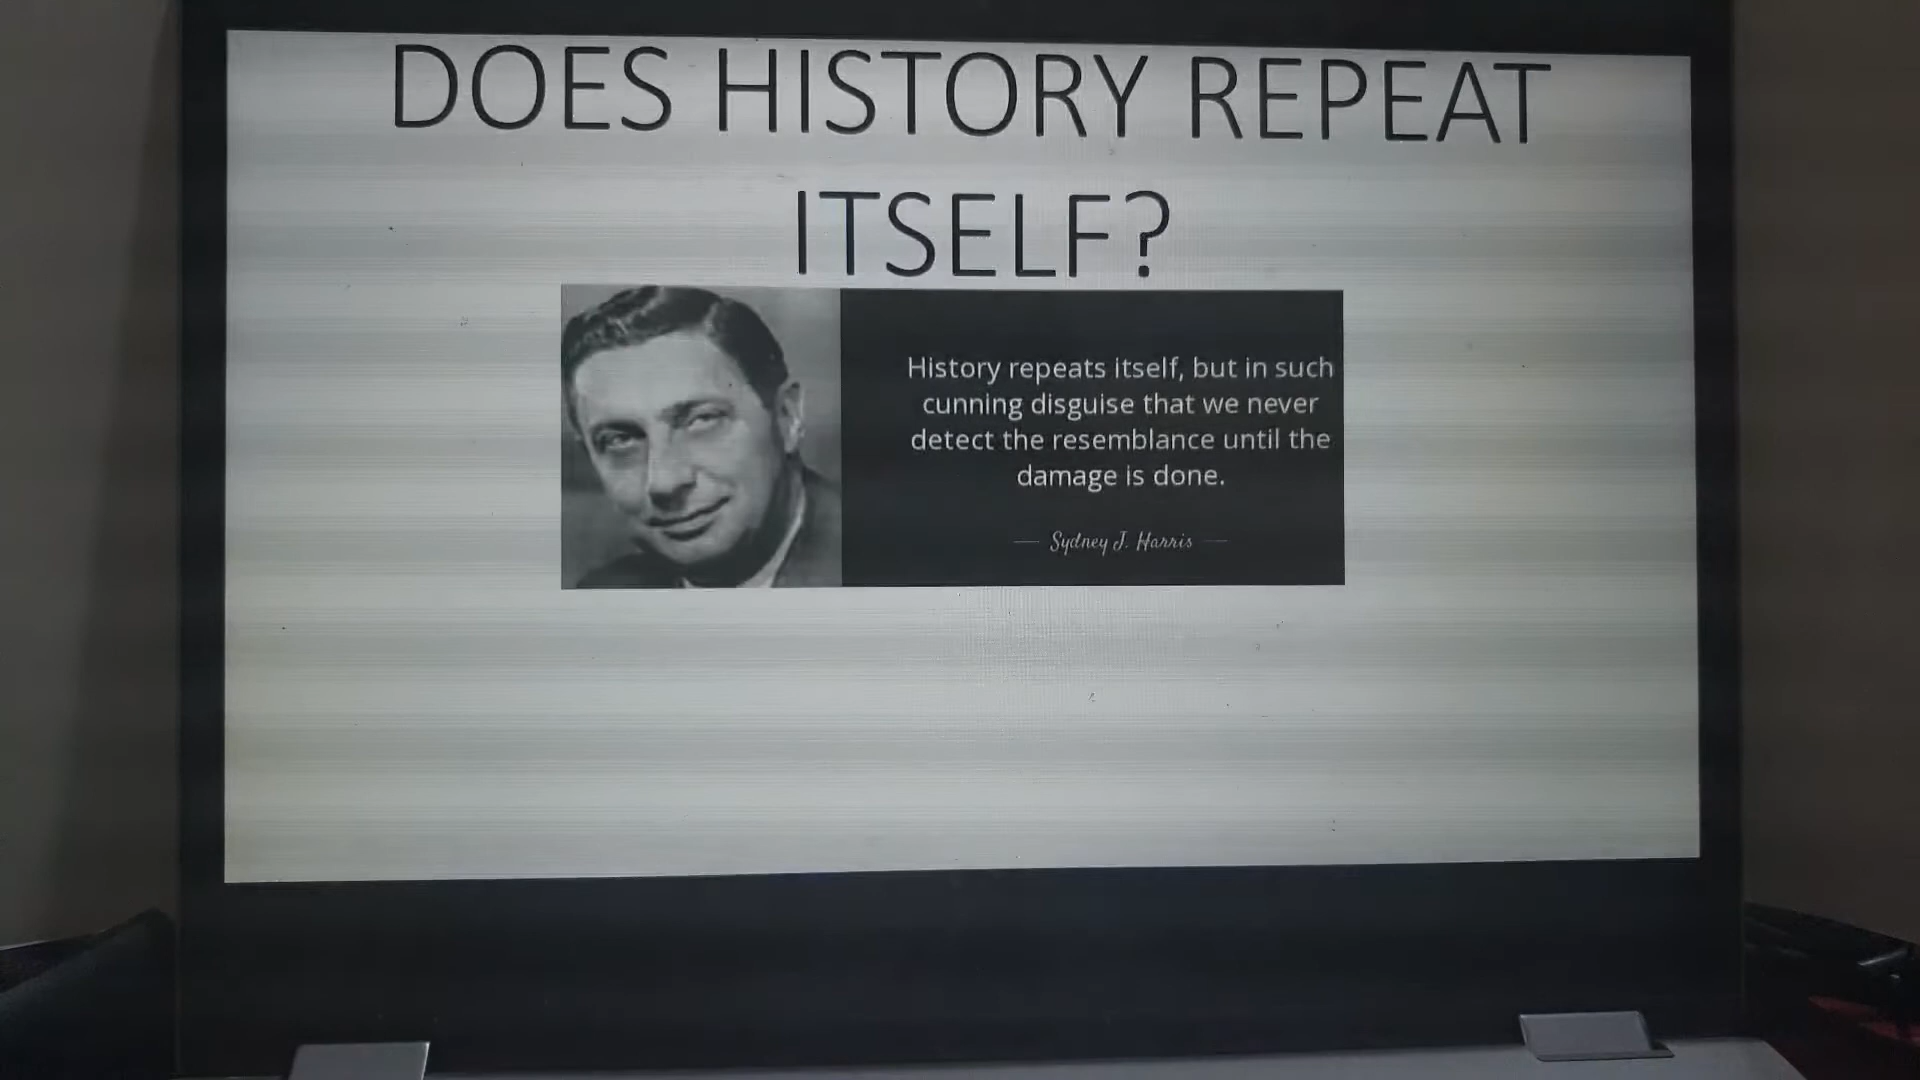 DOES HISTORY REPEAT
ITSELF?
History repeats itself, but in such
cunning disguise that we never
detect the resemblance until the
damage is done.
— Sydney J. Harris —